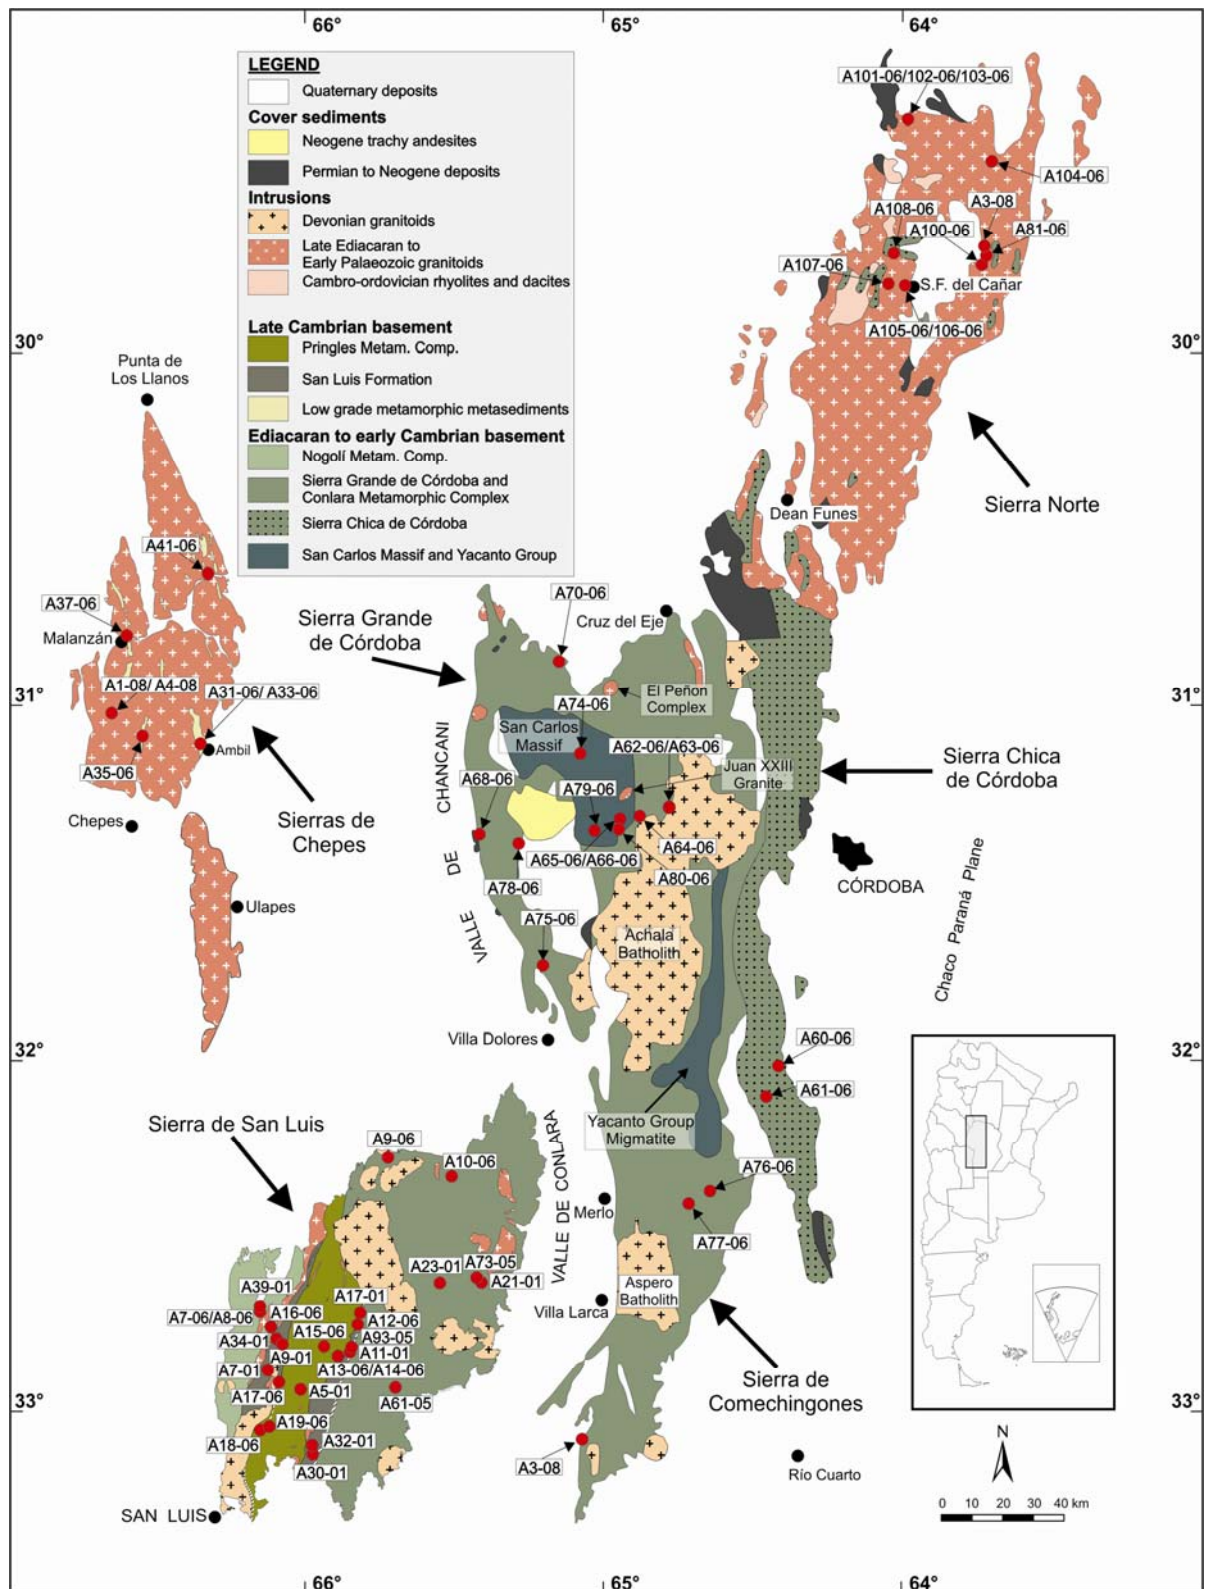 66°
65°
64°
LEGEND
Quaternary deposits
Cover sediments
Neogene trachy andesites
Permian to Neogene deposits
Intrusions
Devonian granitoids
Late Ediacaran to
Early Palaeozoic granitoids
Cambro-ordovician rhyolites and dacites
Late Cambrian basement
Pringles Metam. Comp.
San Luis Formation
Low grade metamorphic metasediments
Ediacaran to early Cambrian basement
Nogolí Metam. Comp.
Sierra Grande de Córdoba and
Conlara Metamorphic Complex
Sierra Chica de Córdoba
San Carlos Massif and Yacanto Group
A101-06/102-06/103-06
A104-06
A108-06
A3-08
A100-06
A81-06
A107-06
S.F. del Cañar
A105-06/106-06
30°
30°
Punta de
Los Llanos
Sierra Norte
Dean Funes
A41-06
A37-06
Malanzán
A1-08/ A4-08
A31-06/ A33-06
A35-06
Ambil
Chepes
Sierras de
Chepes
Ulapes
Sierra Grande
de Córdoba
A70-06
Cruz del Eje
El Peñon
Complex
A74-06
San Carlos
Massif
A62-06/A63-06
Juan XXIII
Granite
A68-06
A79-06
A64-06
A65-06/A66-06
A80-06
A78-06
A75-06
VALLE DE CHANCANI
Achala
Batholith
Villa Dolores
31°
31°
Sierra Chica
de Córdoba
CÓRDOBA
Chaco Paraná Plane
32°
32°
A60-06
A61-06
Yacanto Group
Migmatite
A76-06
A77-06
Sierra de San Luis
A9-06
A10-06
VALLE DE CONLARA
Merlo
Villa Larca
Aspero
Batholith
A73-05
A23-01
A21-01
A39-01
A17-01
A7-06/A8-06
A16-06
A12-06
A15-06
A93-05
A34-01
A11-01
A9-01
A7-01
A13-06/A14-06
A17-06
A5-01
A61-05
A19-06
A18-06
A32-01
A30-01
SAN LUIS
Sierra de
Comechingones
A3-08
Río Cuarto
33°
33°
N
0 10 20 30 40 km
66°
65°
64°